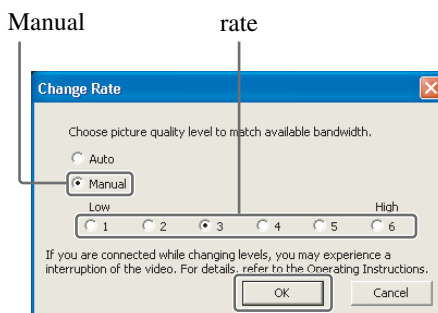 Manual rate
Change Rate
Choose picture quality level to match available bandwidth.
Auto
Manual
Low High
1 2 3 4 5 6
If you are connected while changing levels, you may experience a
interruption of the video. For details, refer to the Operating Instructions.
OK Cancel